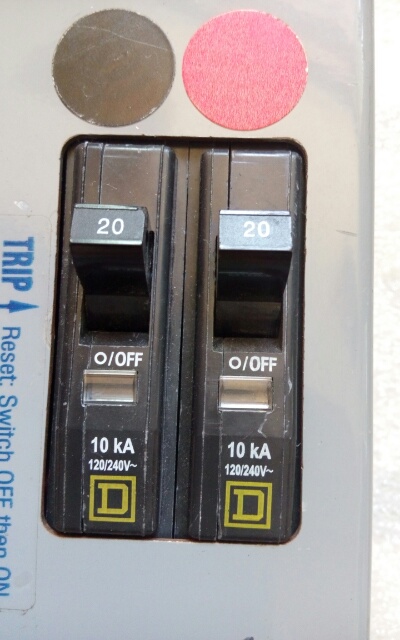 20
20
O/OFF
O/OFF
10 kA
120/240V~
D
10 kA
120/240V~
D
TRIP
Reset: Switch OFF then ON